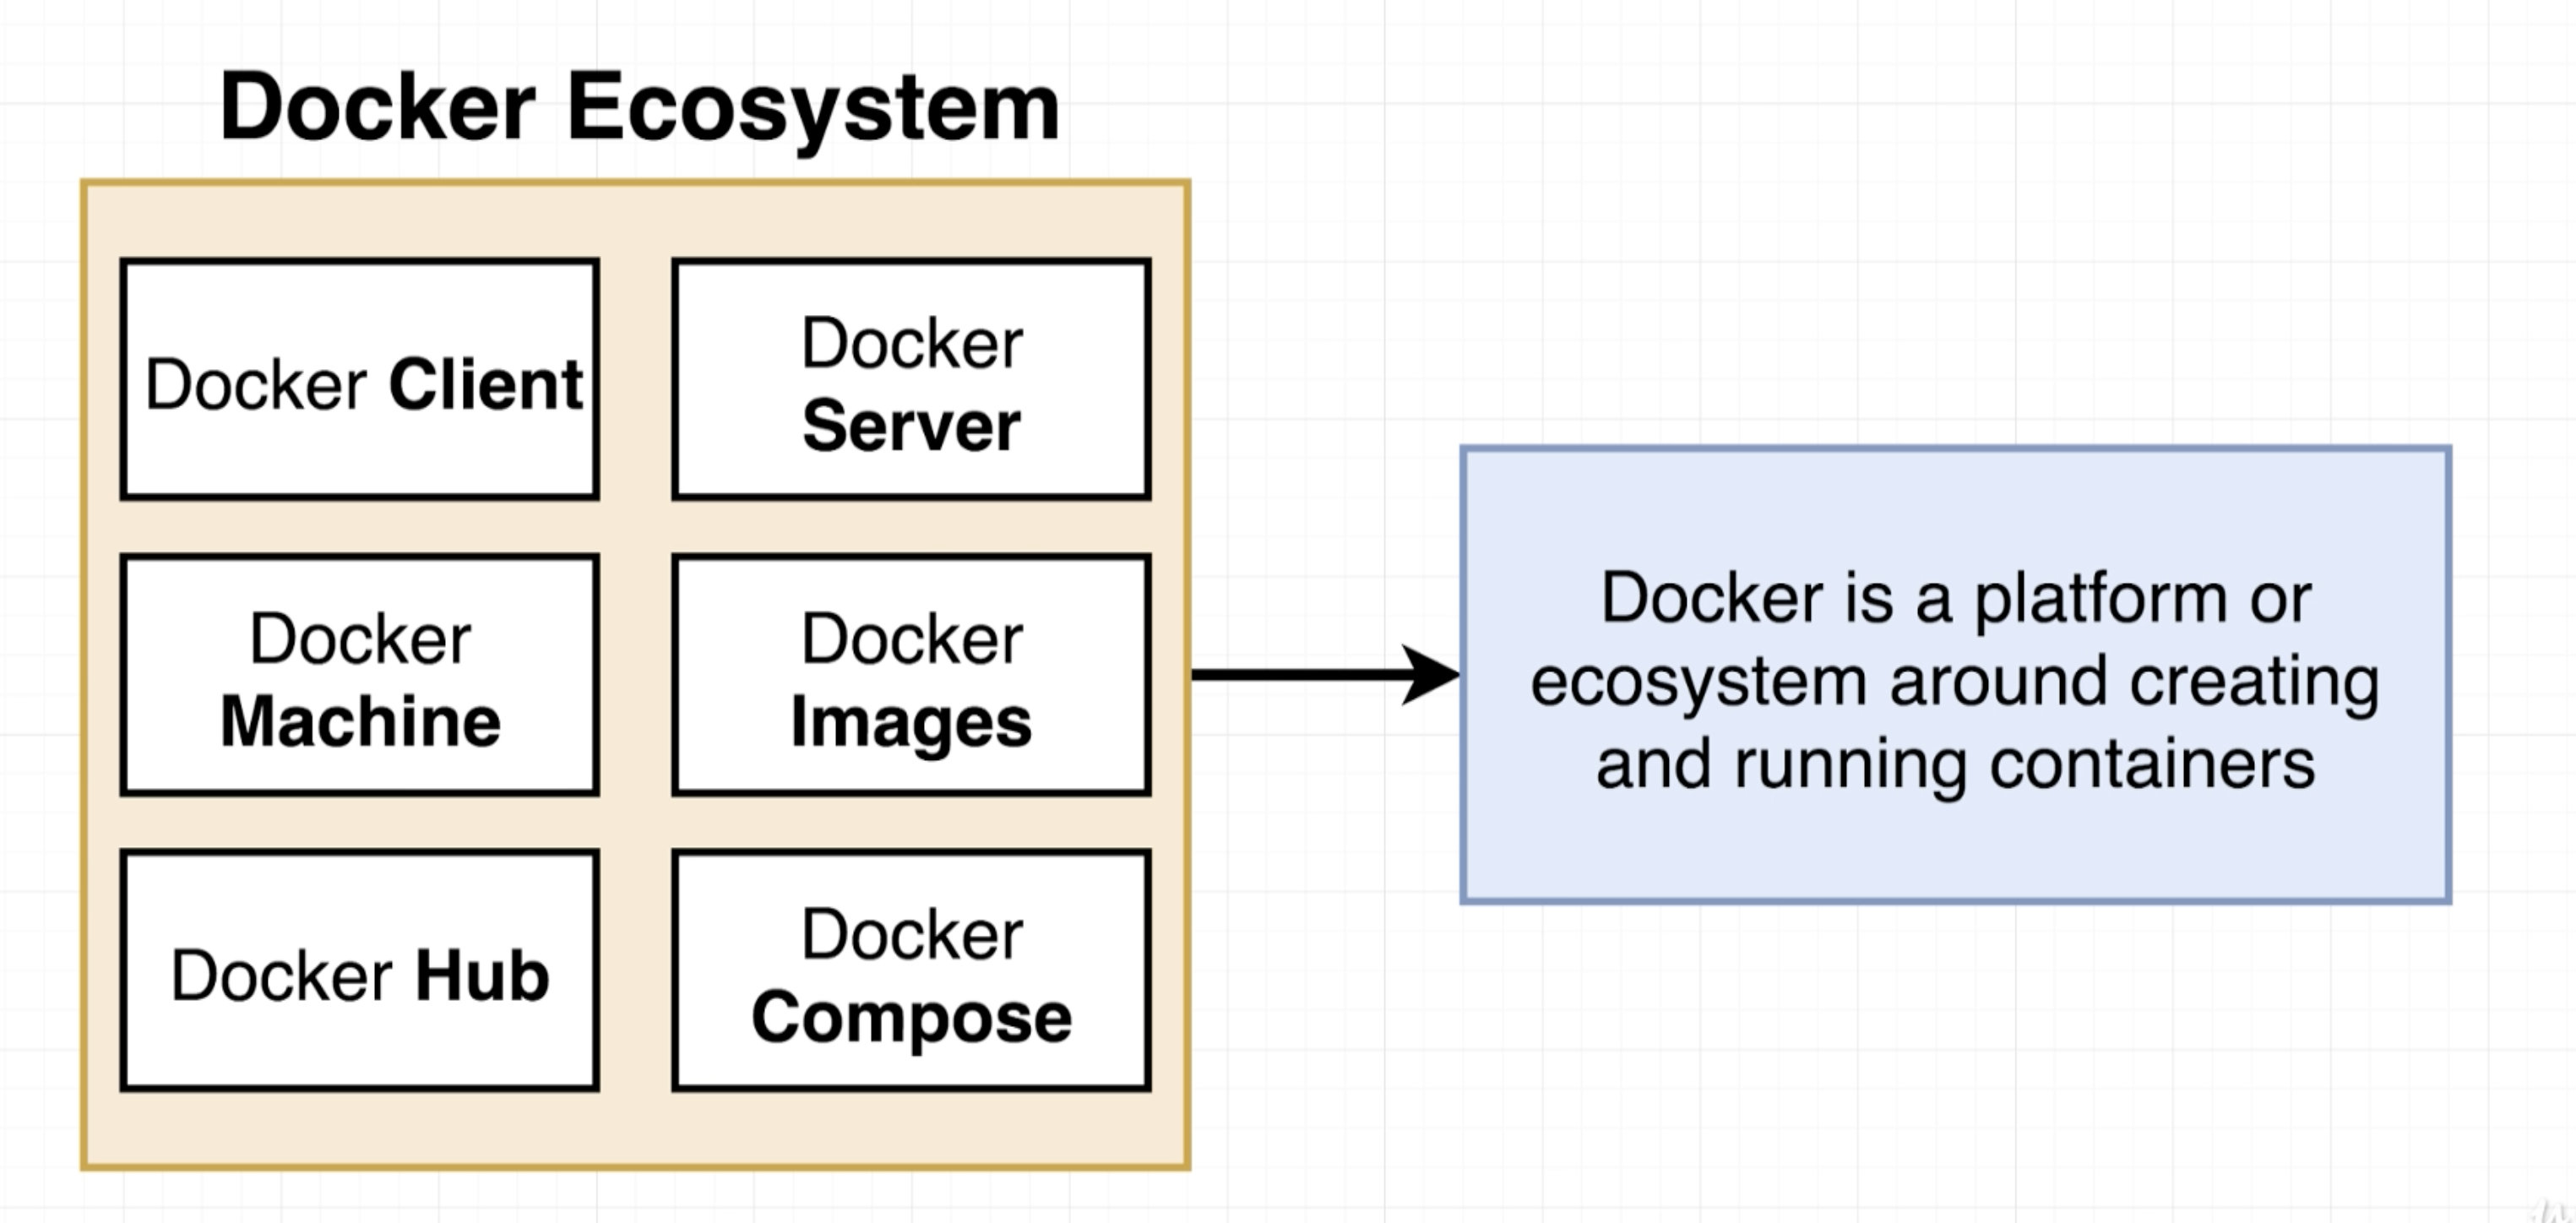 Docker Ecosystem
Docker Client
Docker
Server
Docker
Machine
Docker
Images
Docker Hub
Docker
Compose
Docker is a platform or
ecosystem around creating
and running containers